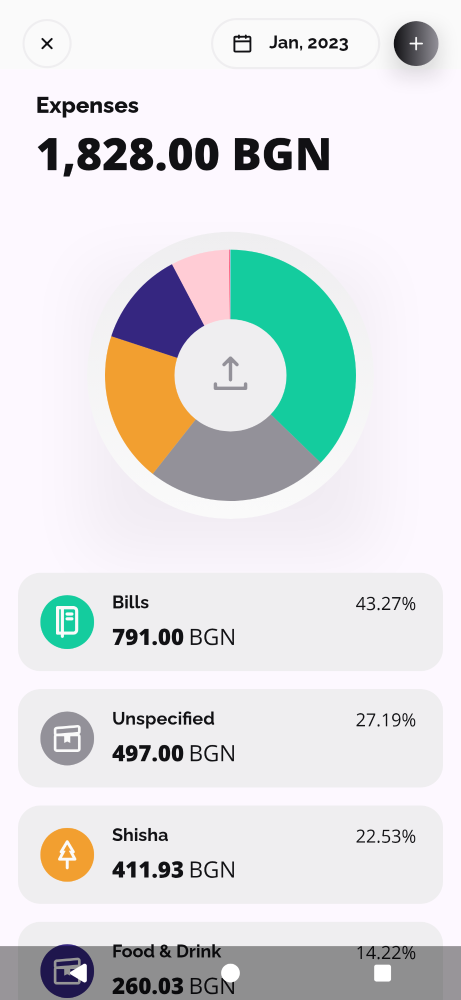 Jan, 2023
Expenses
1,828.00 BGN
Bills
43.27%
791.00 BGN
Unspecified
27.19%
497.00 BGN
Shisha
22.53%
411.93 BGN
Food & Drink
14.22%
260.03 BGN